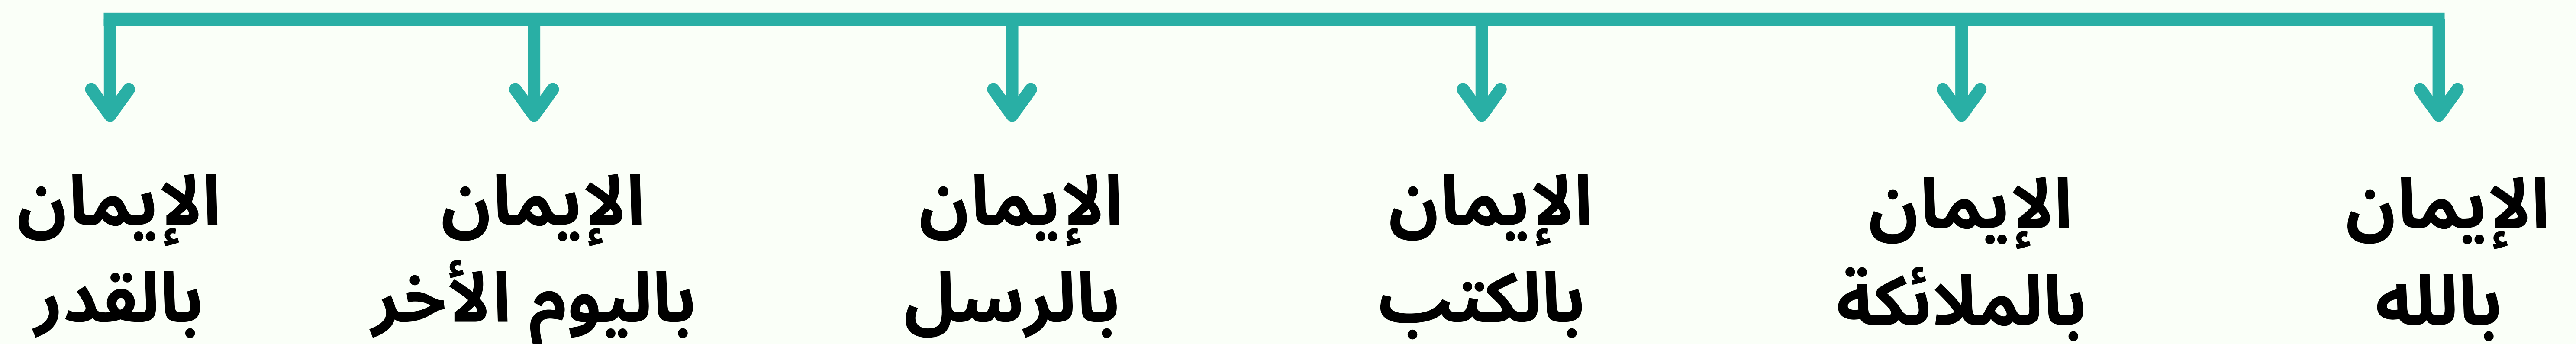 الإيمان
بالله
الإيمان
بالملائكة
الإيمان
بالكتب
الإيمان
بالرسل
الإيمان
باليوم الأخر
الإيمان
بالقدر